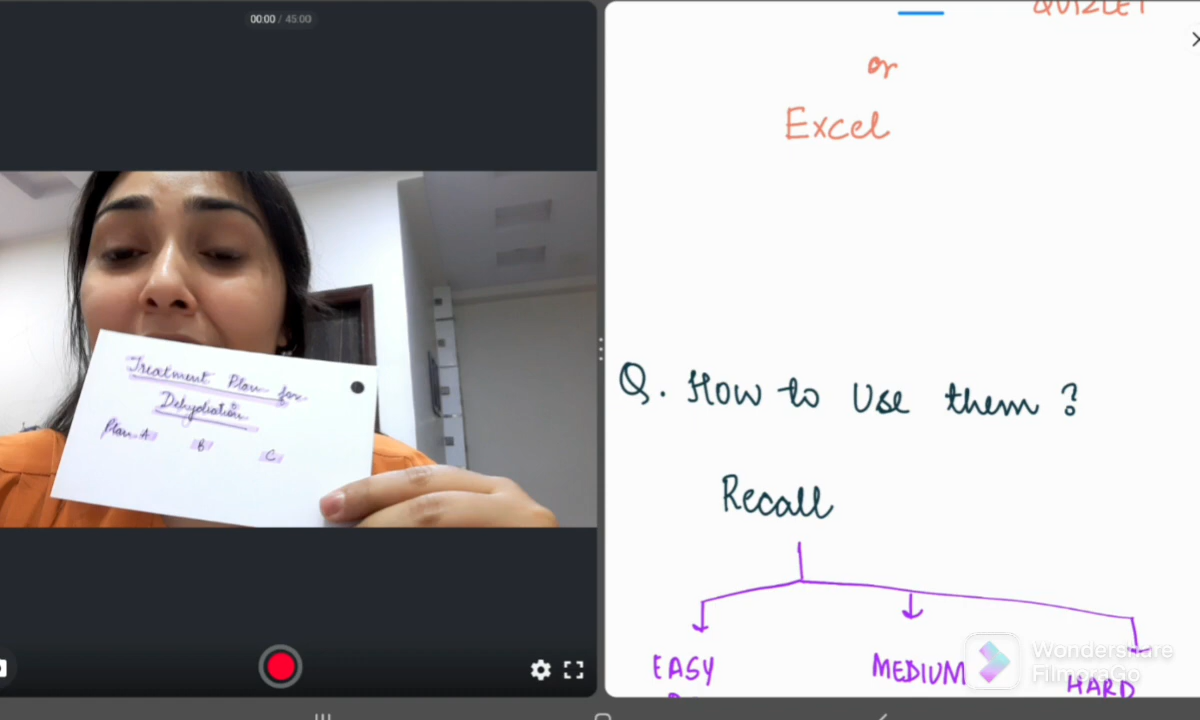 00:00 / 45:00
Treatment Plan for
Dehydration
Plan A B C
QUIZLET
or
Excel
Q. How to Use them ?
Recall
EASY MEDIUM HARD
Wondershare
FilmoraGo